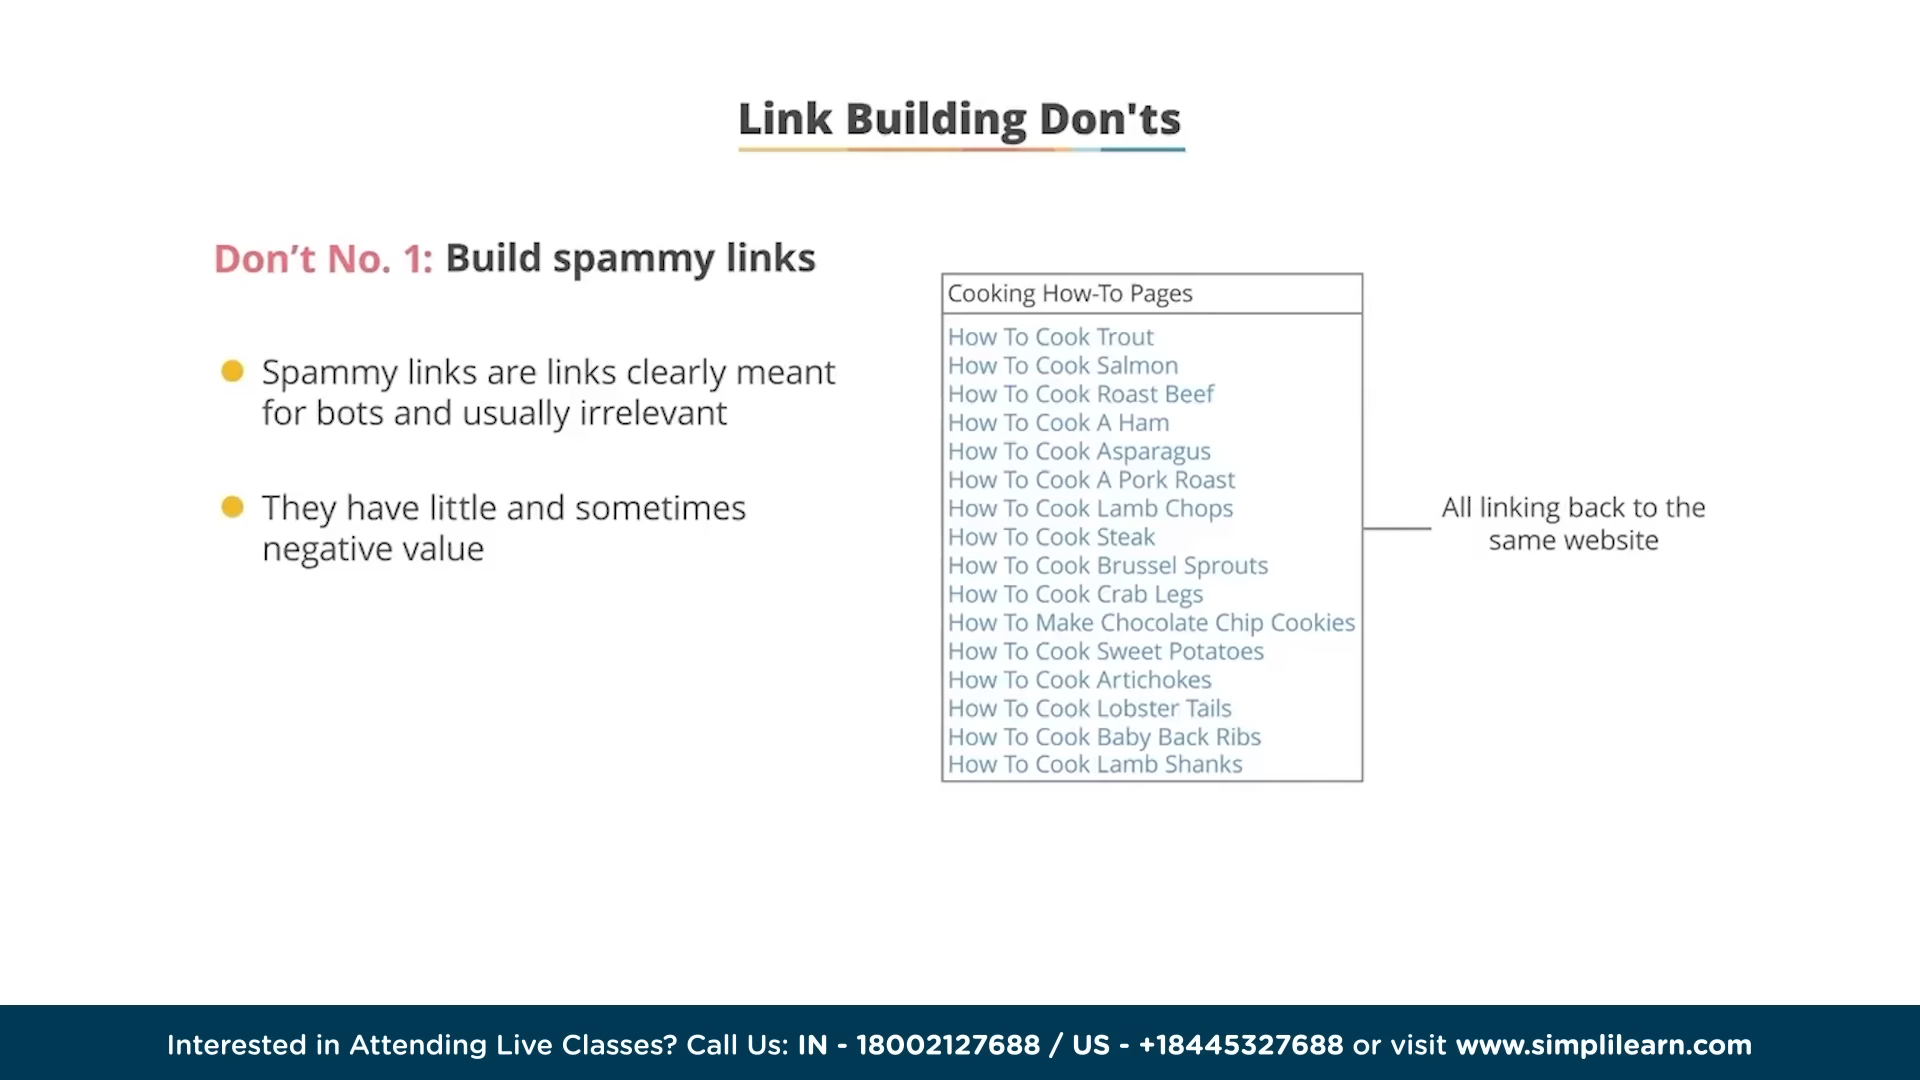 Link Building Don'ts
Don’t No. 1: Build spammy links
Spammy links are links clearly meant
for bots and usually irrelevant
They have little and sometimes
negative value
Cooking How-To Pages
How To Cook Trout
How To Cook Salmon
How To Cook Roast Beef
How To Cook A Ham
How To Cook Asparagus
How To Cook A Pork Roast
How To Cook Lamb Chops
How To Cook Steak
How To Cook Brussel Sprouts
How To Cook Crab Legs
How To Make Chocolate Chip Cookies
How To Cook Sweet Potatoes
How To Cook Artichokes
How To Cook Lobster Tails
How To Cook Baby Back Ribs
How To Cook Lamb Shanks
All linking back to the
same website
Interested in Attending Live Classes? Call Us: IN - 18002127688 / US - +18445327688 or visit www.simplilearn.com